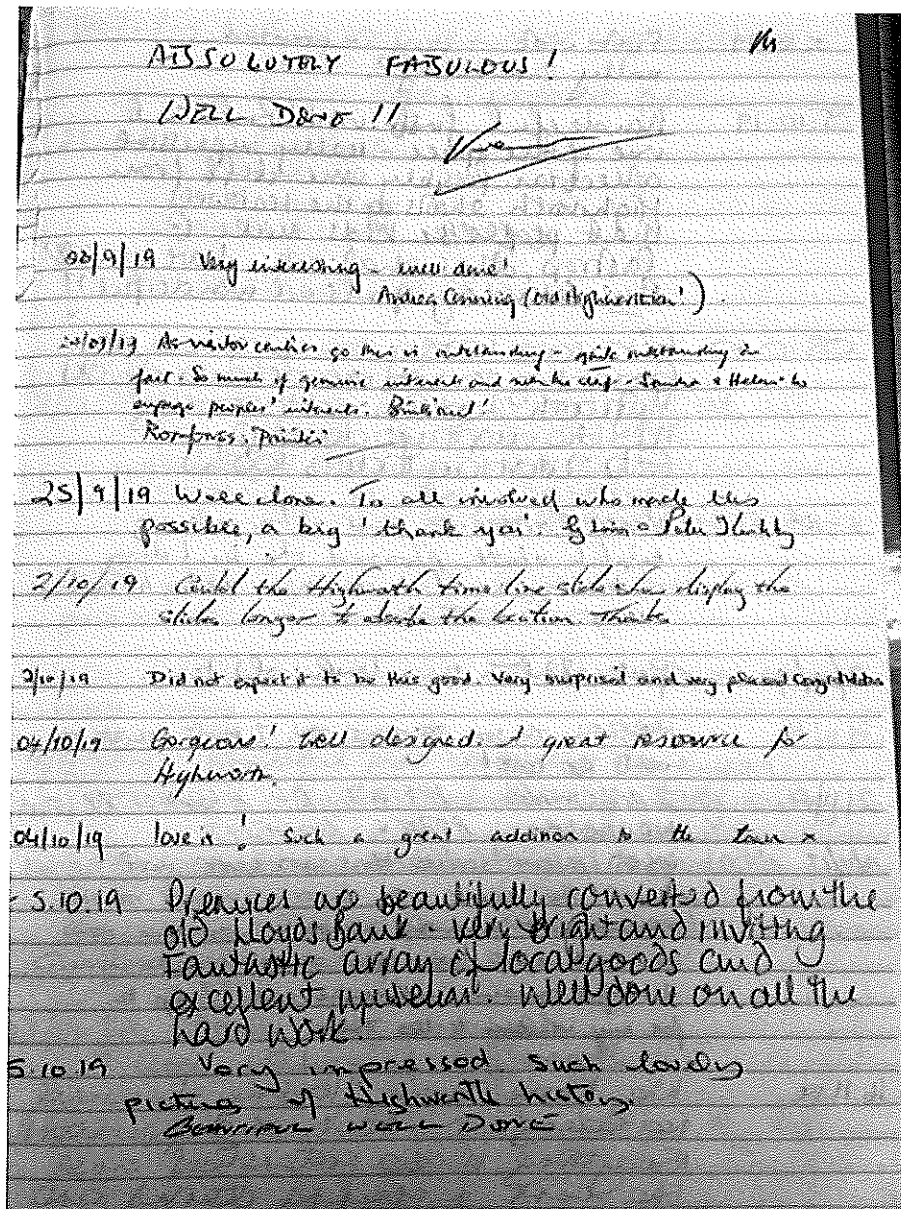 ABSOLUTELY FABULOUS!
WELL DONE !!
/9/19 Very interesting - well done!
Andrea (Old Highworthian!)
As visitor centres go this is outstanding - quite outstanding in
fact. So much of genuine interest and with the staff - Sandra & Helen to
engage peoples' interests. Brilliant!
25/9/19 Well done. To all involved who made this
possible, a big 'thank you'. & Peter
2/10/19 Could the Highworth time line slide show display the
slides longer to the Thanks
2/10/19 Did not expect it to be this good. Very surprised and very pleased Congratulations
04/10/19 Gorgeous! Well designed. A great resource for
Highworth.
04/10/19 love it! Such a great addition to the town x
5.10.19 Premices are beautifully converted from the
old Lloyds Bank - very bright and inviting
Fantastic array of local goods and
excellent museum. Well done on all the
hard work!
5.10.19 Very impressed such lovely
pictures of Highworth history.
BEAUTIFUL WELL DONE